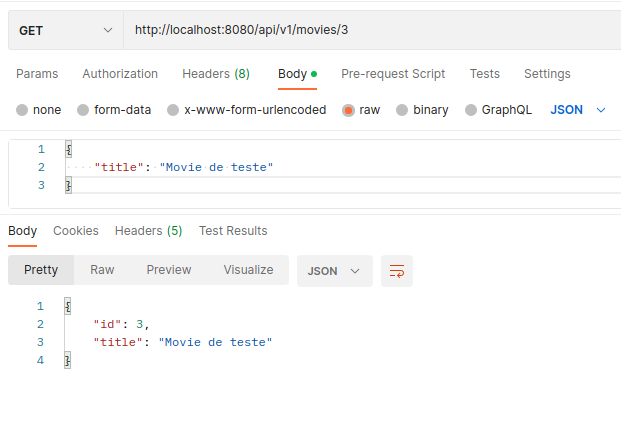 GET http://localhost:8080/api/v1/movies/3
Params Authorization Headers (8) Body Pre-request Script Tests Settings
none form-data x-www-form-urlencoded raw binary GraphQL JSON
1 {
2 "title": "Movie de teste"
3 }
Body Cookies Headers (5) Test Results
Pretty Raw Preview Visualize JSON
1 {
2 "id": 3,
3 "title": "Movie de teste"
4 }